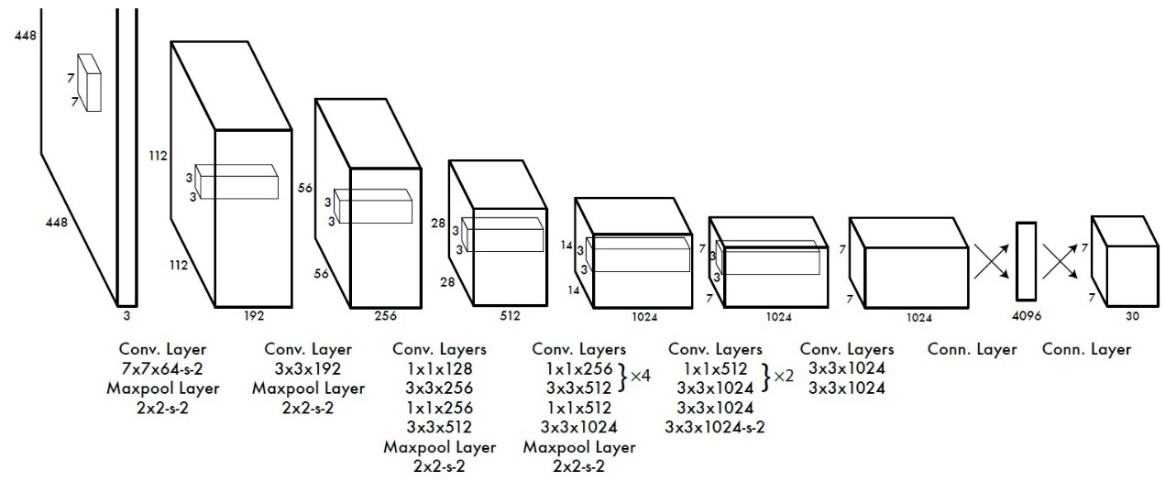 448
448
7
7
3
112
112
3
3
192
56
56
3
3
256
28
28
3
3
512
14
14
3
3
1024
7
7
3
3
1024
7
7
1024
4096
7
7
30
Conv. Layer
7x7x64-s-2
Maxpool Layer
2x2-s-2
Conv. Layer
3x3x192
Maxpool Layer
2x2-s-2
Conv. Layers
1x1x128
3x3x256
1x1x256
3x3x512
Maxpool Layer
2x2-s-2
Conv. Layers
1x1x256
3x3x512
}×4
1x1x512
3x3x1024
Maxpool Layer
2x2-s-2
Conv. Layers
1x1x512
3x3x1024
}×2
3x3x1024
3x3x1024-s-2
Conv. Layers
3x3x1024
3x3x1024
Conn. Layer
Conn. Layer